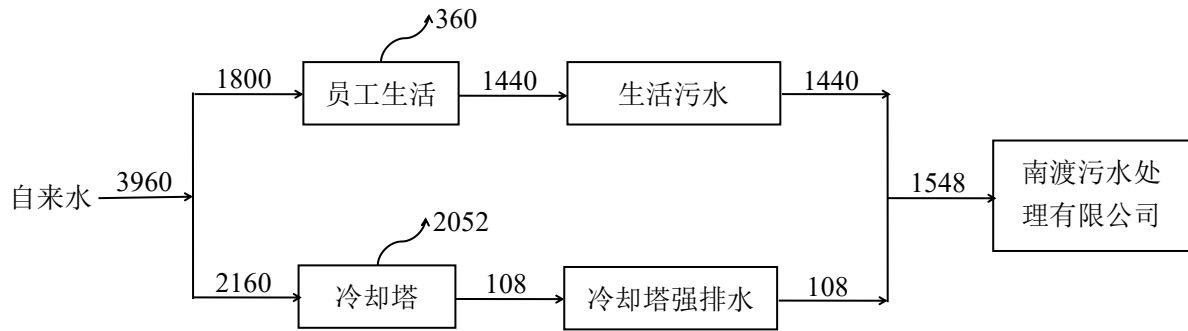 360
1800
员工生活
1440
生活污水
1440
自来水
3960
1548
南渡污水处
理有限公司
2052
2160
冷却塔
108
冷却塔强排水
108